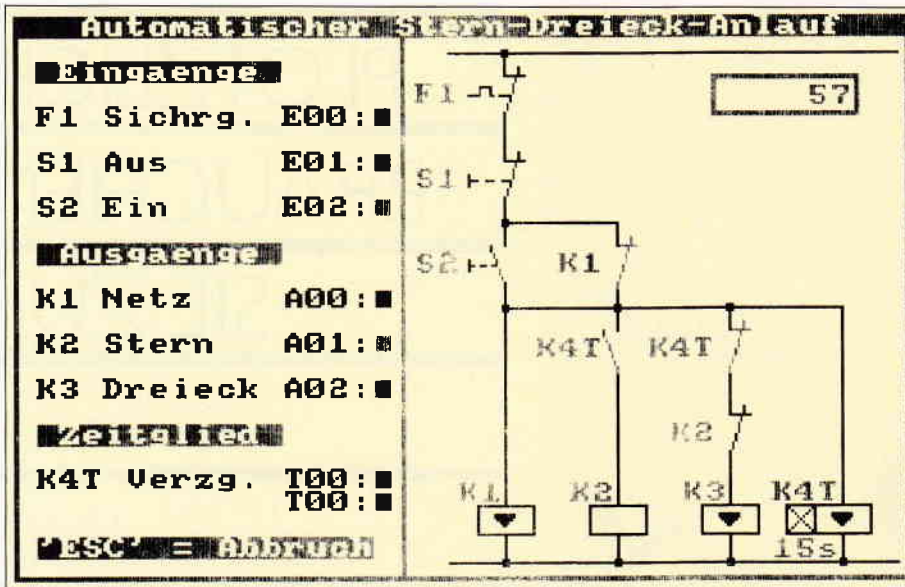 Automatischer Stern-Dreieck-Anlauf
Eingaenge
F1 Sichrg. E00:
S1 Aus E01:
S2 Ein E02:
Ausgaenge
K1 Netz A00:
K2 Stern A01:
K3 Dreieck A02:
Zeitglied
K4T Verzg. T00:
T00:
'ESC' = Abbruch
F1
57
S1
S2 K1
K4T K4T
K2
K1 K2 K3 K4T
15s